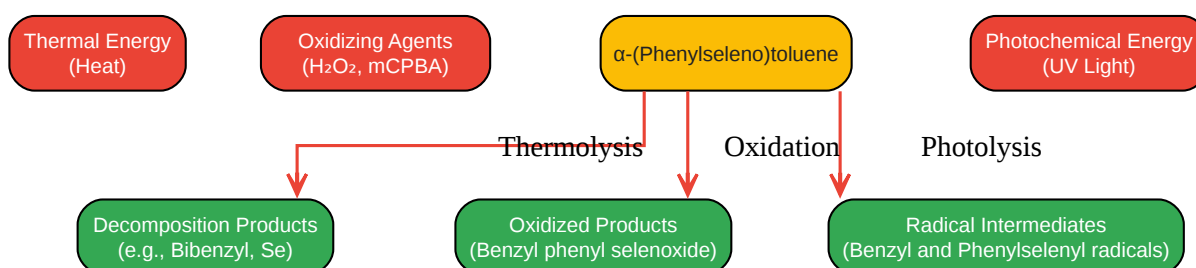 Thermal Energy
(Heat)
Oxidizing Agents
(H₂O₂, mCPBA)
α-(Phenylseleno)toluene
Photochemical Energy
(UV Light)
Thermolysis
Oxidation
Photolysis
Decomposition Products
(e.g., Bibenzyl, Se)
Oxidized Products
(Benzyl phenyl selenoxide)
Radical Intermediates
(Benzyl and Phenylselenyl radicals)